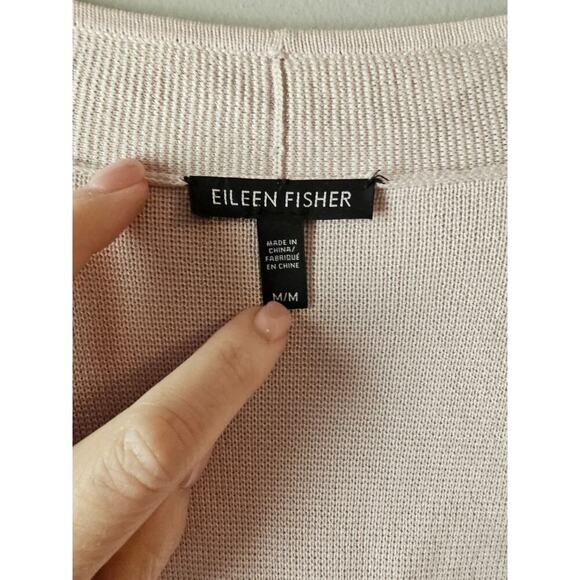 EILEEN FISHER
MADE IN
CHINA/
FABRIQUÉ
EN CHINE
M/M